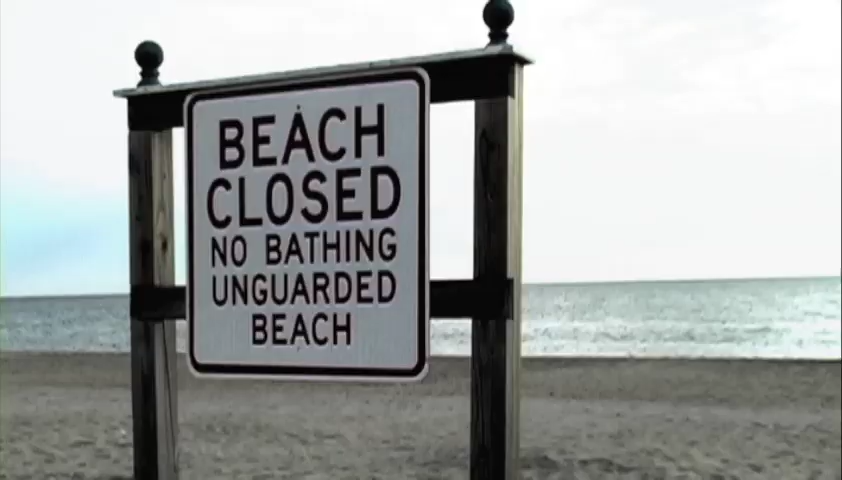 BEACH
CLOSED
NO BATHING
UNGUARDED
BEACH